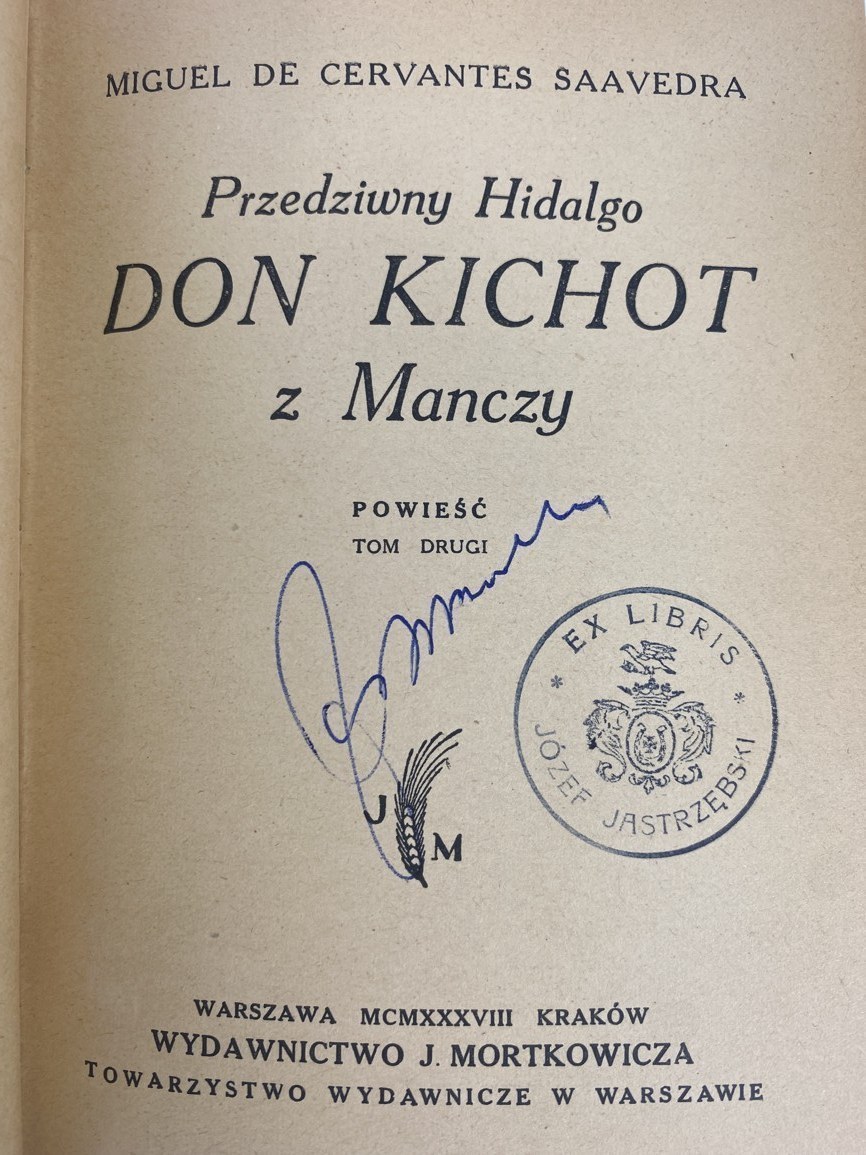 MIGUEL DE CERVANTES SAAVEDRA
Przedziwny Hidalgo
DON KICHOT
z Manczy
POWIEŚĆ
TOM DRUGI
EX LIBRIS
JÓZEF JASTRZĘBSKI
J M
WARSZAWA MCMXXXVIII KRAKÓW
WYDAWNICTWO J. MORTKOWICZA
TOWARZYSTWO WYDAWNICZE W WARSZAWIE